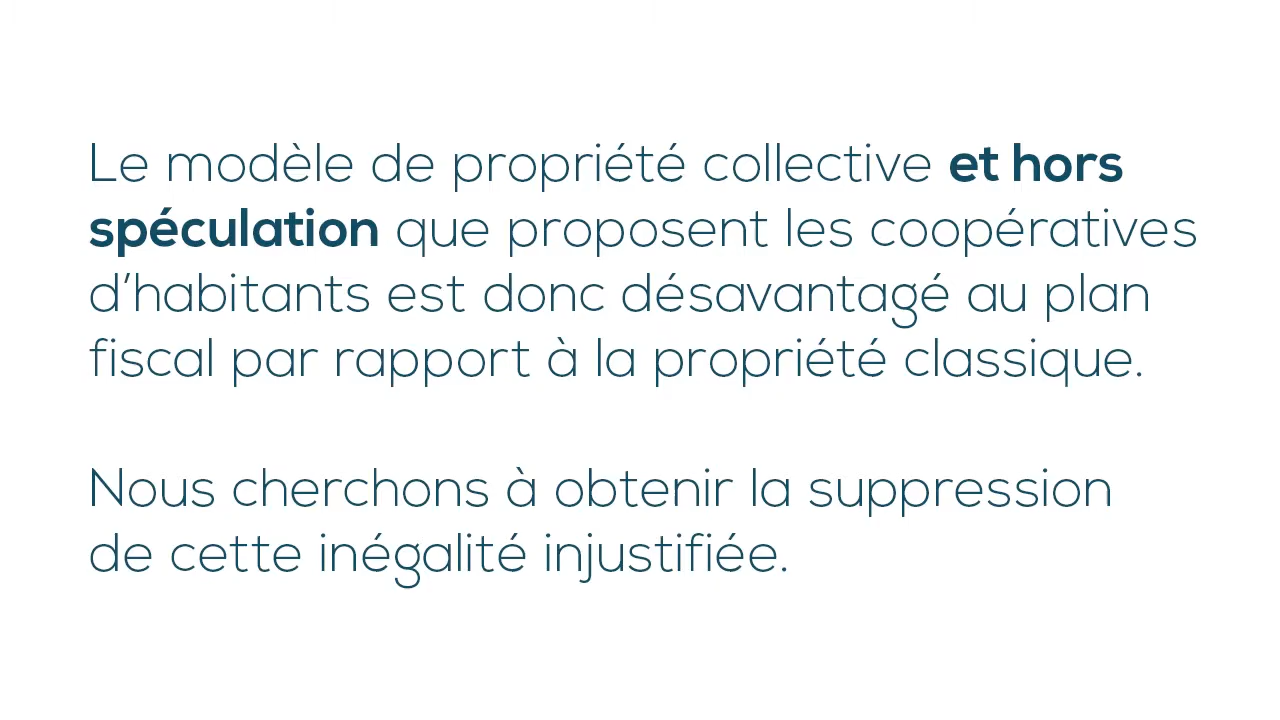 Le modèle de propriété collective et hors
spéculation que proposent les coopératives
d’habitants est donc désavantagé au plan
fiscal par rapport à la propriété classique.
Nous cherchons à obtenir la suppression
de cette inégalité injustifiée.